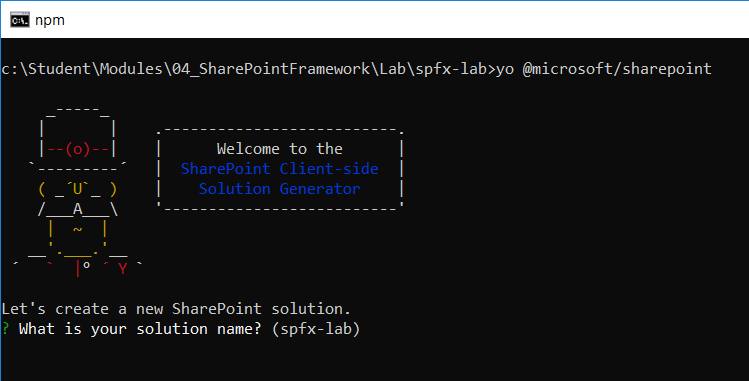 npm
c:\Student\Modules\04_SharePointFramework\Lab\spfx-lab>yo @microsoft/sharepoint
Welcome to the
SharePoint Client-side
Solution Generator
Let's create a new SharePoint solution.
? What is your solution name? (spfx-lab)